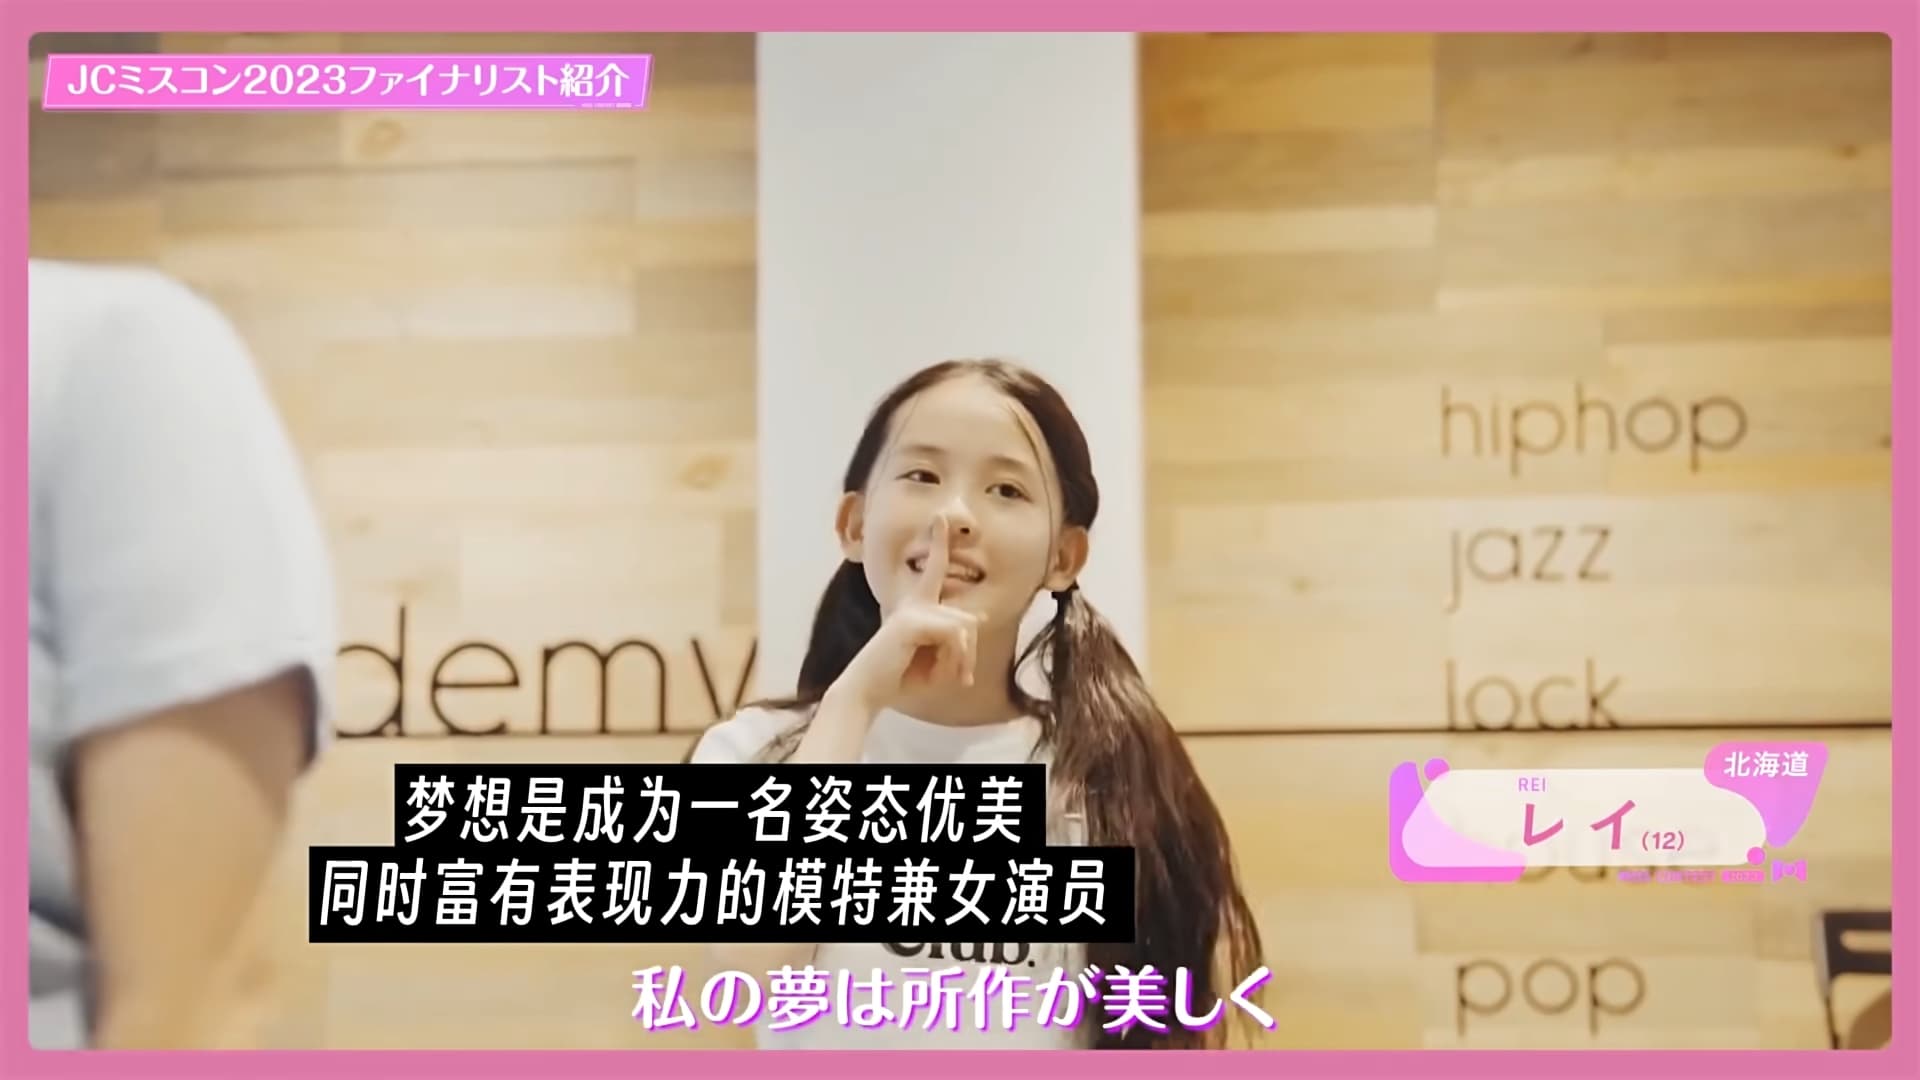 JCミスコン2023ファイナリスト紹介
hiphop
jazz
lock
demy
北海道
REI
レイ(12)
pop
梦想是成为一名姿态优美
同时富有表现力的模特兼女演员
Club.
私の夢は所作が美しく